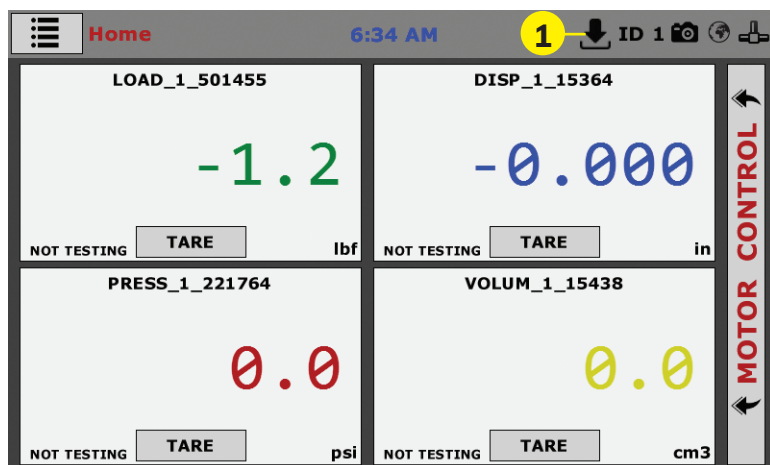 Home 6:34 AM 1 ID 1
LOAD_1_501455
-1.2
NOT TESTING TARE lbf
DISP_1_15364
-0.000
NOT TESTING TARE in
PRESS_1_221764
0.0
NOT TESTING TARE psi
VOLUM_1_15438
0.0
NOT TESTING TARE cm3
MOTOR CONTROL